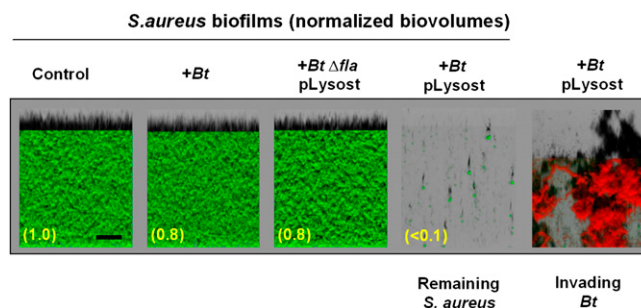 S.aureus biofilms (normalized biovolumes)
Control
+Bt
+Bt Δfla
pLysost
+Bt
pLysost
+Bt
pLysost
(1.0)
(0.8)
(0.8)
(<0.1)
Remaining
S. aureus
Invading
Bt